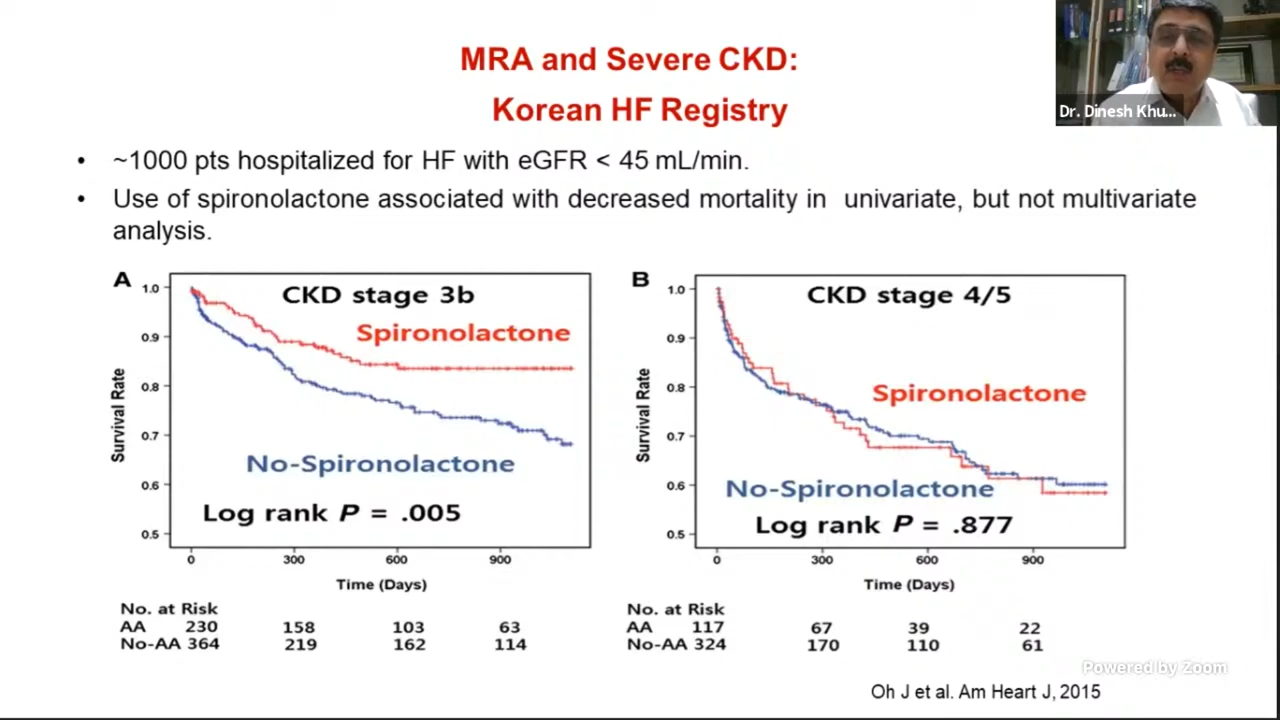 MRA and Severe CKD:
Korean HF Registry
Dr. Dinesh Khu...
• ~1000 pts hospitalized for HF with eGFR < 45 mL/min.
• Use of spironolactone associated with decreased mortality in univariate, but not multivariate
analysis.
A
CKD stage 3b
Spironolactone
No-Spironolactone
Log rank P = .005
Survival Rate
1.0
0.9
0.8
0.7
0.6
0.5
0 300 600 900
Time (Days)
No. at Risk
AA 230 158 103 63
No-AA 364 219 162 114
B
CKD stage 4/5
Spironolactone
No-Spironolactone
Log rank P = .877
Survival Rate
1.0
0.9
0.8
0.7
0.6
0.5
0 300 600 900
Time (Days)
No. at Risk
AA 117 67 39 22
No-AA 324 170 110 61
Powered by Zoom
Oh J et al. Am Heart J, 2015